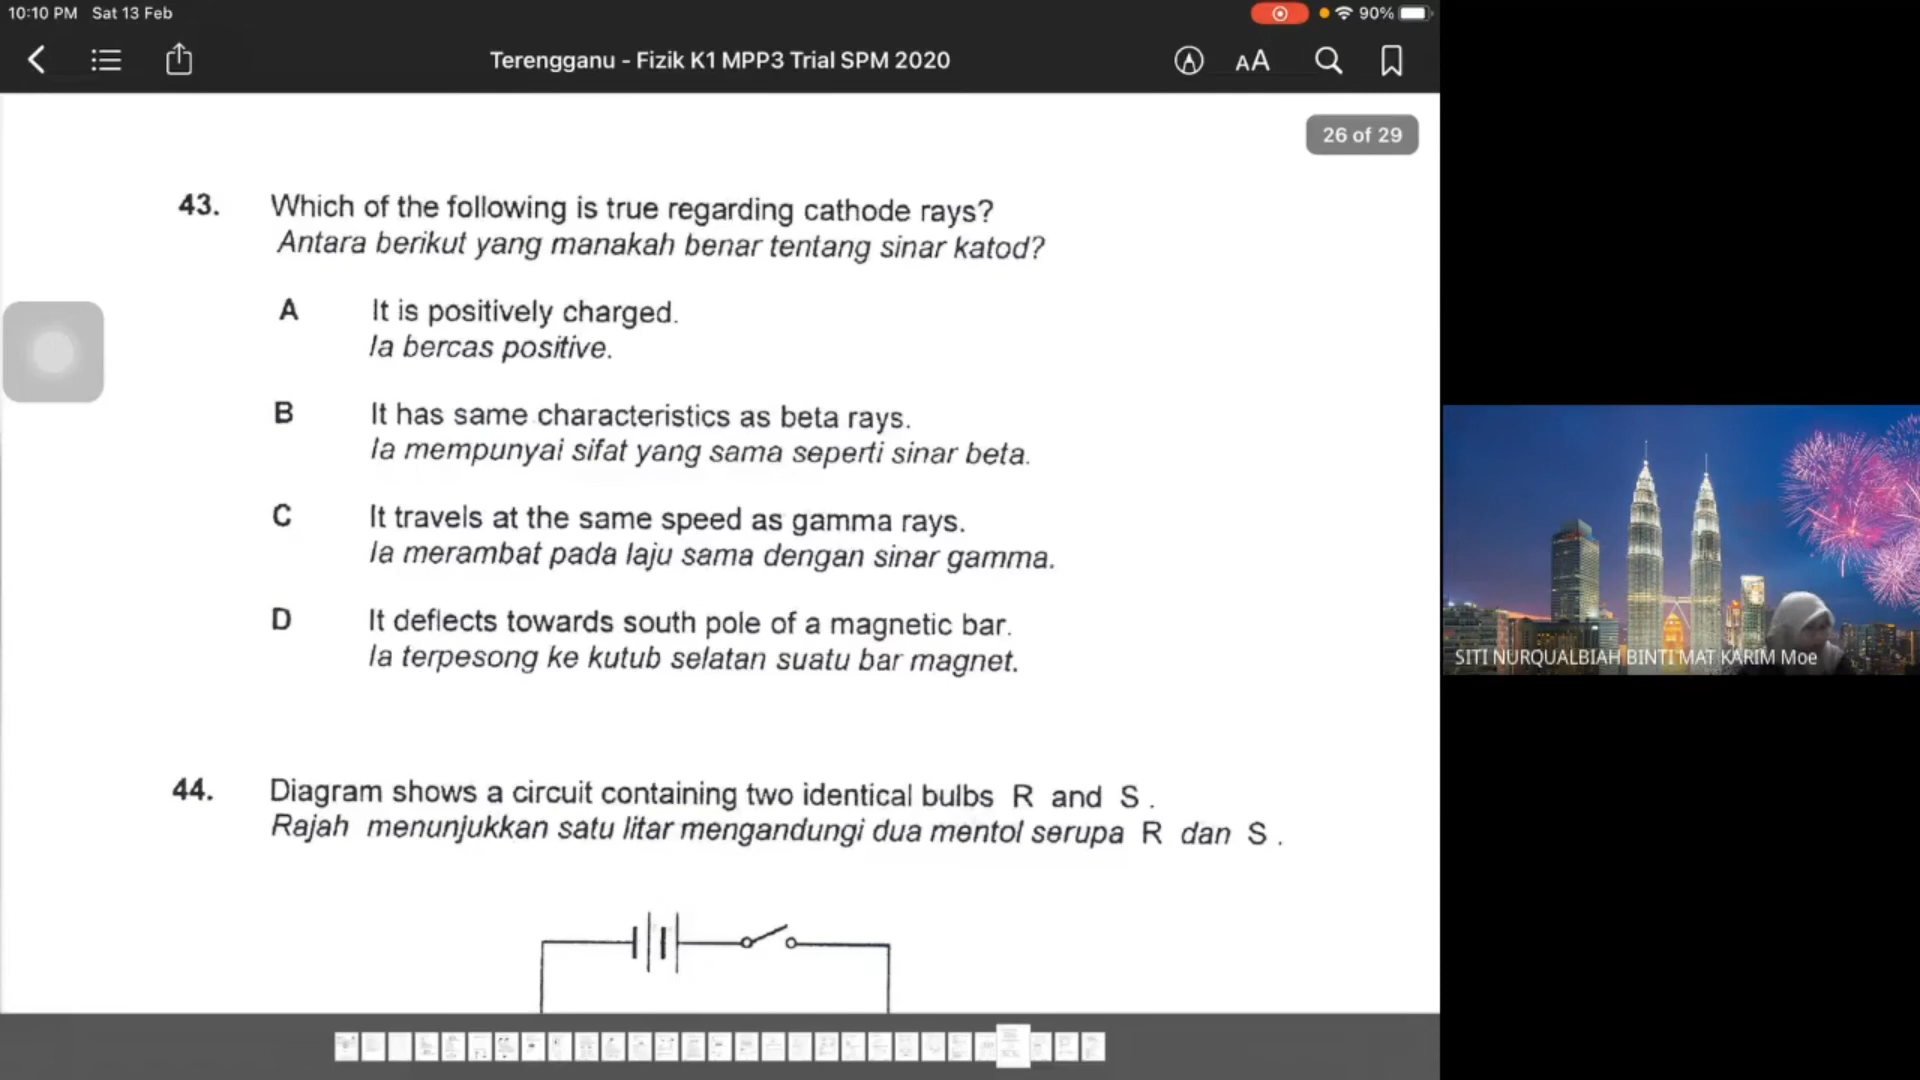 10:10 PM Sat 13 Feb
90%
Terengganu - Fizik K1 MPP3 Trial SPM 2020
AA
26 of 29
43. Which of the following is true regarding cathode rays?
Antara berikut yang manakah benar tentang sinar katod?
A It is positively charged.
Ia bercas positive.
B It has same characteristics as beta rays.
Ia mempunyai sifat yang sama seperti sinar beta.
C It travels at the same speed as gamma rays.
Ia merambat pada laju sama dengan sinar gamma.
D It deflects towards south pole of a magnetic bar.
Ia terpesong ke kutub selatan suatu bar magnet.
44. Diagram shows a circuit containing two identical bulbs R and S .
Rajah menunjukkan satu litar mengandungi dua mentol serupa R dan S .
SITI NURQUALBIAH BINTI MAT KARIM Moe